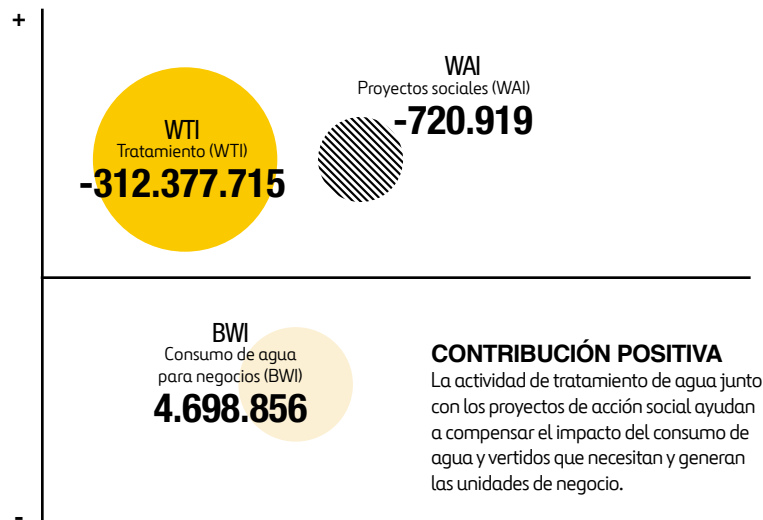 +
WTI
Tratamiento (WTI)
-312.377.715
WAI
Proyectos sociales (WAI)
-720.919
BWI
Consumo de agua
para negocios (BWI)
4.698.856
CONTRIBUCIÓN POSITIVA
La actividad de tratamiento de agua junto
con los proyectos de acción social ayudan
a compensar el impacto del consumo de
agua y vertidos que necesitan y generan
las unidades de negocio.
-